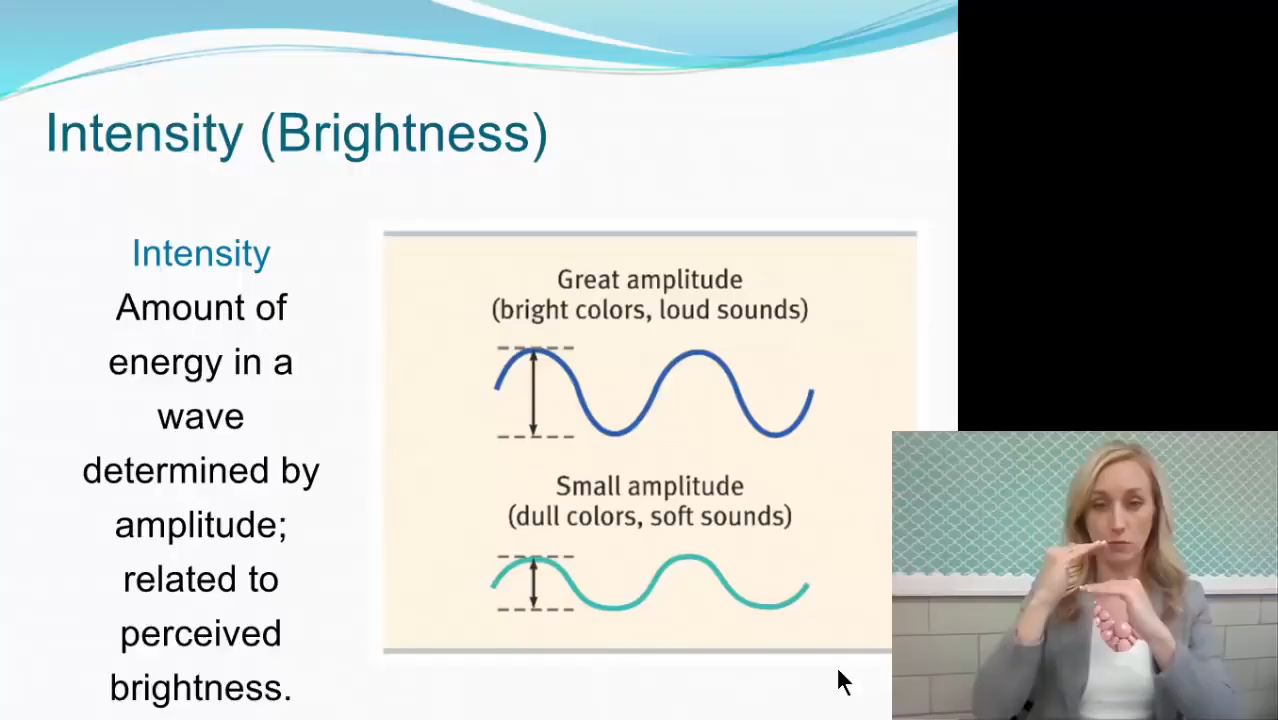 Intensity (Brightness)
Intensity
Amount of
energy in a
wave
determined by
amplitude;
related to
perceived
brightness.
Great amplitude
(bright colors, loud sounds)
Small amplitude
(dull colors, soft sounds)